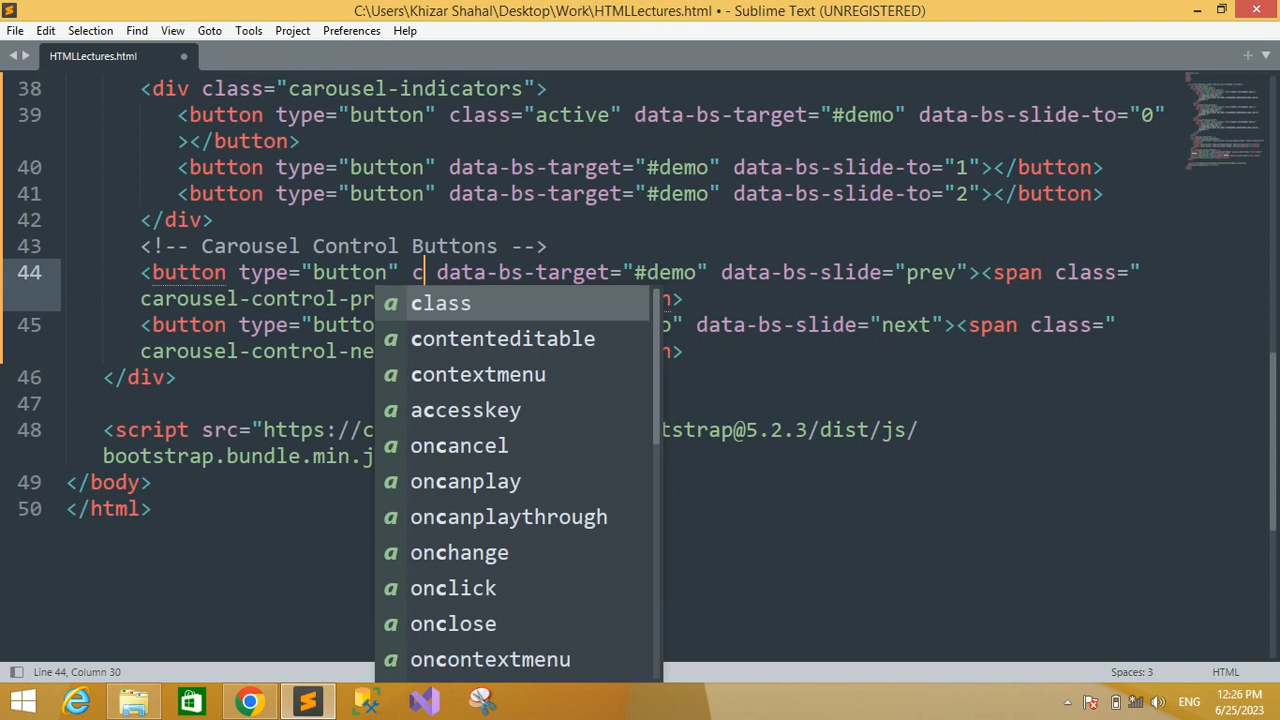 C:\Users\Khizar Shahal\Desktop\Work\HTMLLectures.html • - Sublime Text (UNREGISTERED)
File Edit Selection Find View Goto Tools Project Preferences Help
HTMLLectures.html
38 <div class="carousel-indicators">
39 <button type="button" class="active" data-bs-target="#demo" data-bs-slide-to="0"
></button>
40 <button type="button" data-bs-target="#demo" data-bs-slide-to="1"></button>
41 <button type="button" data-bs-target="#demo" data-bs-slide-to="2"></button>
42 </div>
43 <!-- Carousel Control Buttons -->
44 <button type="button" c data-bs-target="#demo" data-bs-slide="prev"><span class="
carousel-control-pr n>
a class
45 <button type="butto o" data-bs-slide="next"><span class="
a contenteditable
carousel-control-ne n>
46 </div>
a contextmenu
47
a accesskey
48 <script src="https://c tstrap@5.2.3/dist/js/
a oncancel
bootstrap.bundle.min.j
49 </body>
a oncanplay
50 </html>
a oncanplaythrough
a onchange
a onclick
a onclose
a oncontextmenu
Line 44, Column 30 Spaces: 3 HTML
ENG
12:26 PM
6/25/2023